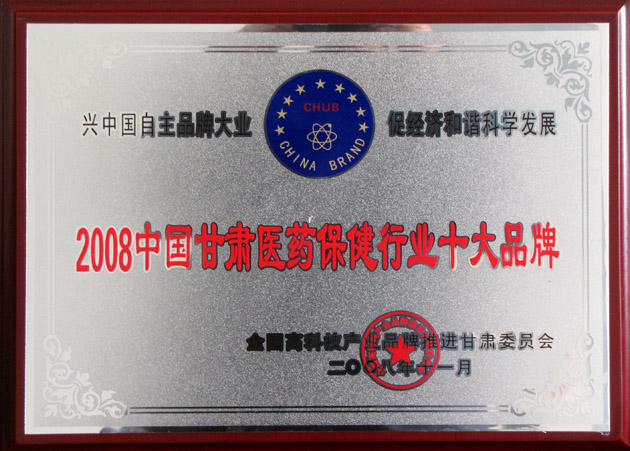 兴中国自主品牌大业
CHUB
CHINA BRAND
促经济和谐科学发展
2008中国甘肃医药保健行业十大品牌
全国高科技产业品牌推进甘肃委员会
二〇〇八年十一月